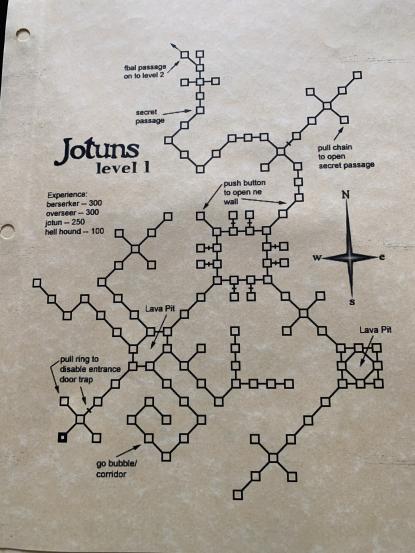 fbal passage
on to level 2
secret
passage
Jotuns
level 1
pull chain
to open
secret passage
Experience:
berserker -- 300
overseer -- 300
jotun -- 250
hell hound -- 100
push button
to open ne
wall
N
w
e
s
Lava Pit
Lava Pit
pull ring to
disable entrance
door trap
go bubble/
corridor